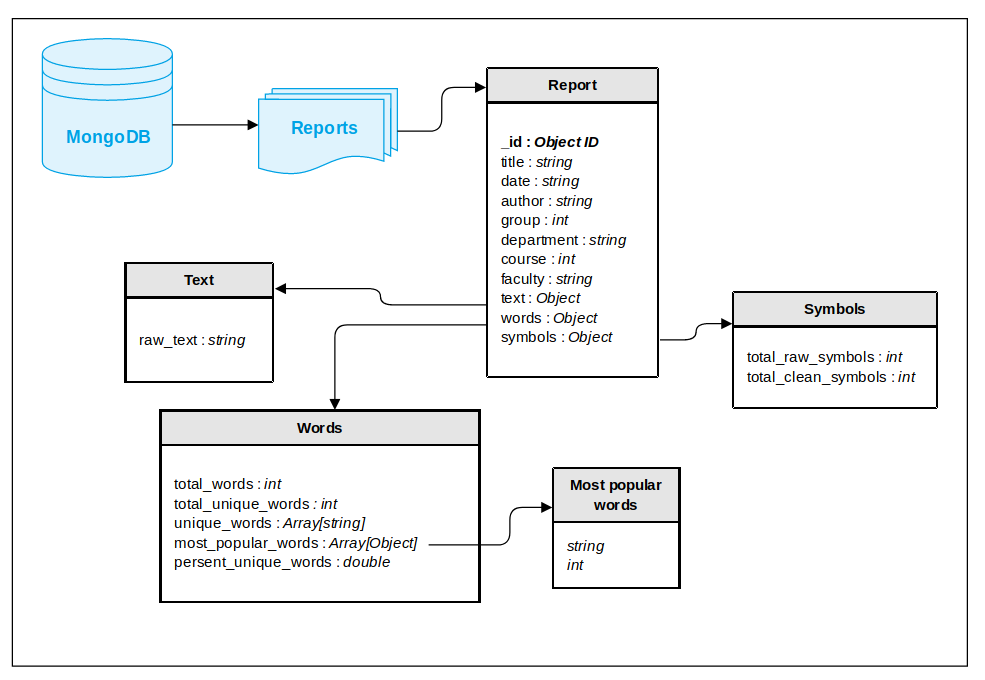 MongoDB
Reports
Report
_id : Object ID
title : string
date : string
author : string
group : int
department : string
course : int
faculty : string
text : Object
words : Object
symbols : Object
Text
raw_text : string
Symbols
total_raw_symbols : int
total_clean_symbols : int
Words
total_words : int
total_unique_words : int
unique_words : Array[string]
most_popular_words : Array[Object]
persent_unique_words : double
Most popular
words
string
int